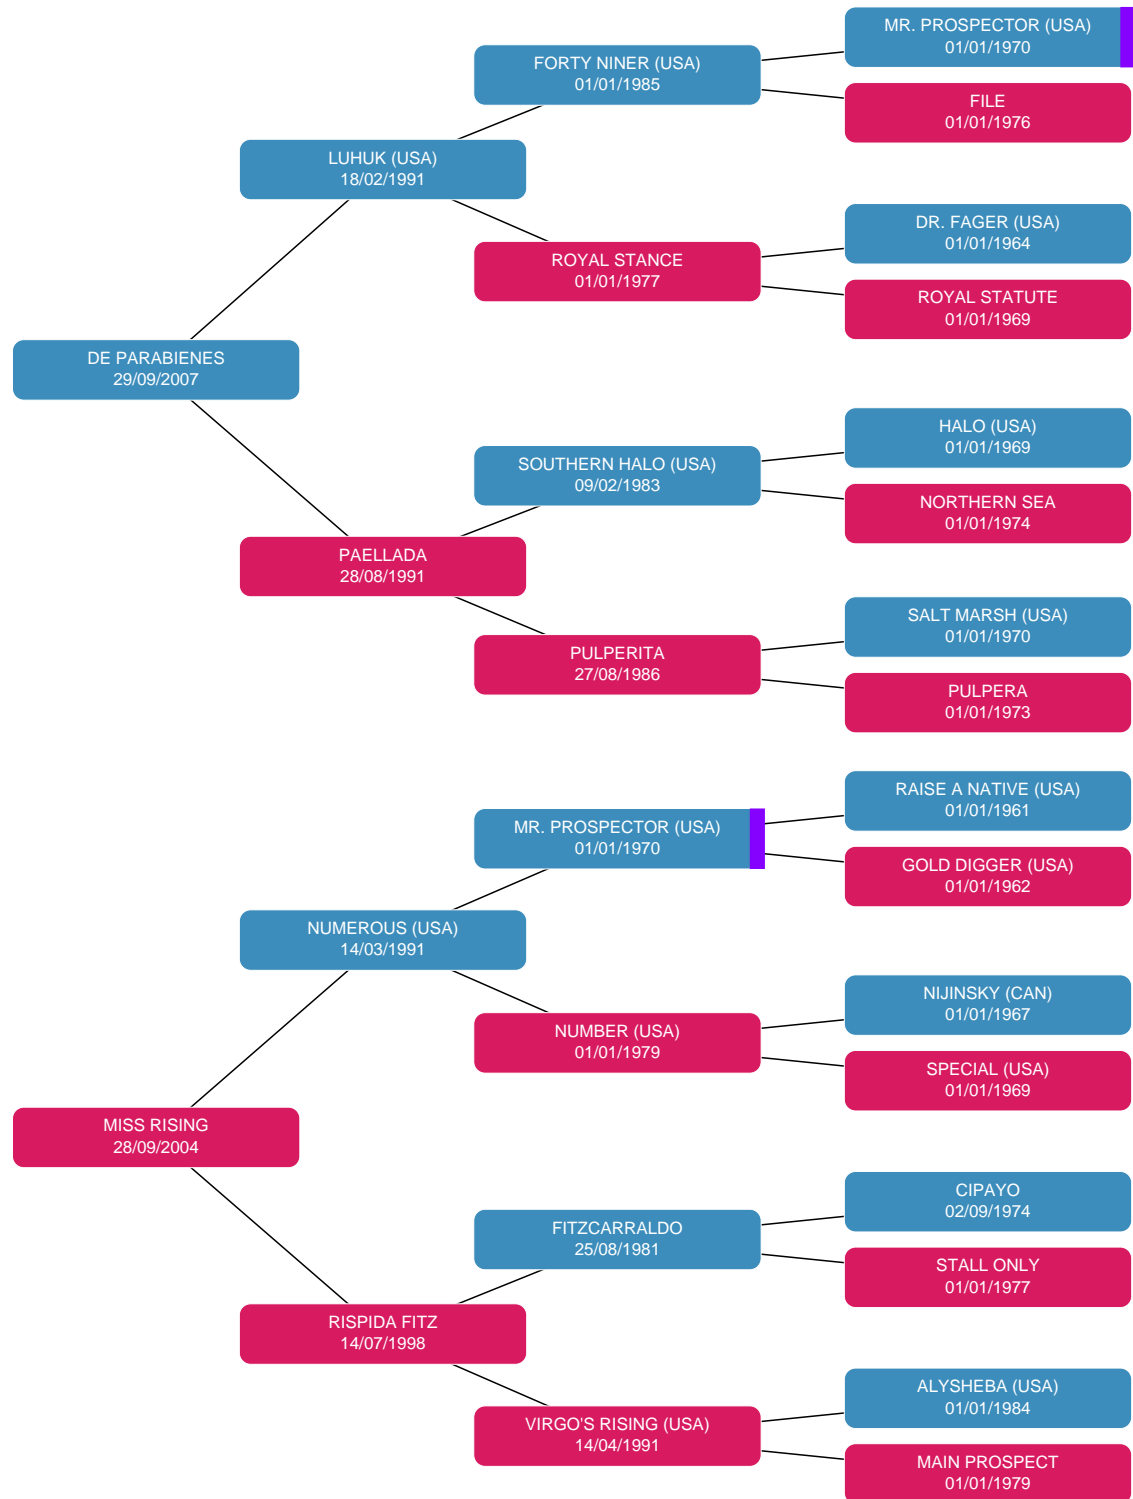 MR. PROSPECTOR (USA)
01/01/1970
FORTY NINER (USA)
01/01/1985
FILE
01/01/1976
LUHUK (USA)
18/02/1991
DR. FAGER (USA)
01/01/1964
ROYAL STANCE
01/01/1977
ROYAL STATUTE
01/01/1969
DE PARABIENES
29/09/2007
HALO (USA)
01/01/1969
SOUTHERN HALO (USA)
09/02/1983
NORTHERN SEA
01/01/1974
PAELLADA
28/08/1991
SALT MARSH (USA)
01/01/1970
PULPERITA
27/08/1986
PULPERA
01/01/1973
RAISE A NATIVE (USA)
01/01/1961
MR. PROSPECTOR (USA)
01/01/1970
GOLD DIGGER (USA)
01/01/1962
NUMEROUS (USA)
14/03/1991
NIJINSKY (CAN)
01/01/1967
NUMBER (USA)
01/01/1979
SPECIAL (USA)
01/01/1969
MISS RISING
28/09/2004
CIPAYO
02/09/1974
FITZCARRALDO
25/08/1981
STALL ONLY
01/01/1977
RISPIDA FITZ
14/07/1998
ALYSHEBA (USA)
01/01/1984
VIRGO'S RISING (USA)
14/04/1991
MAIN PROSPECT
01/01/1979